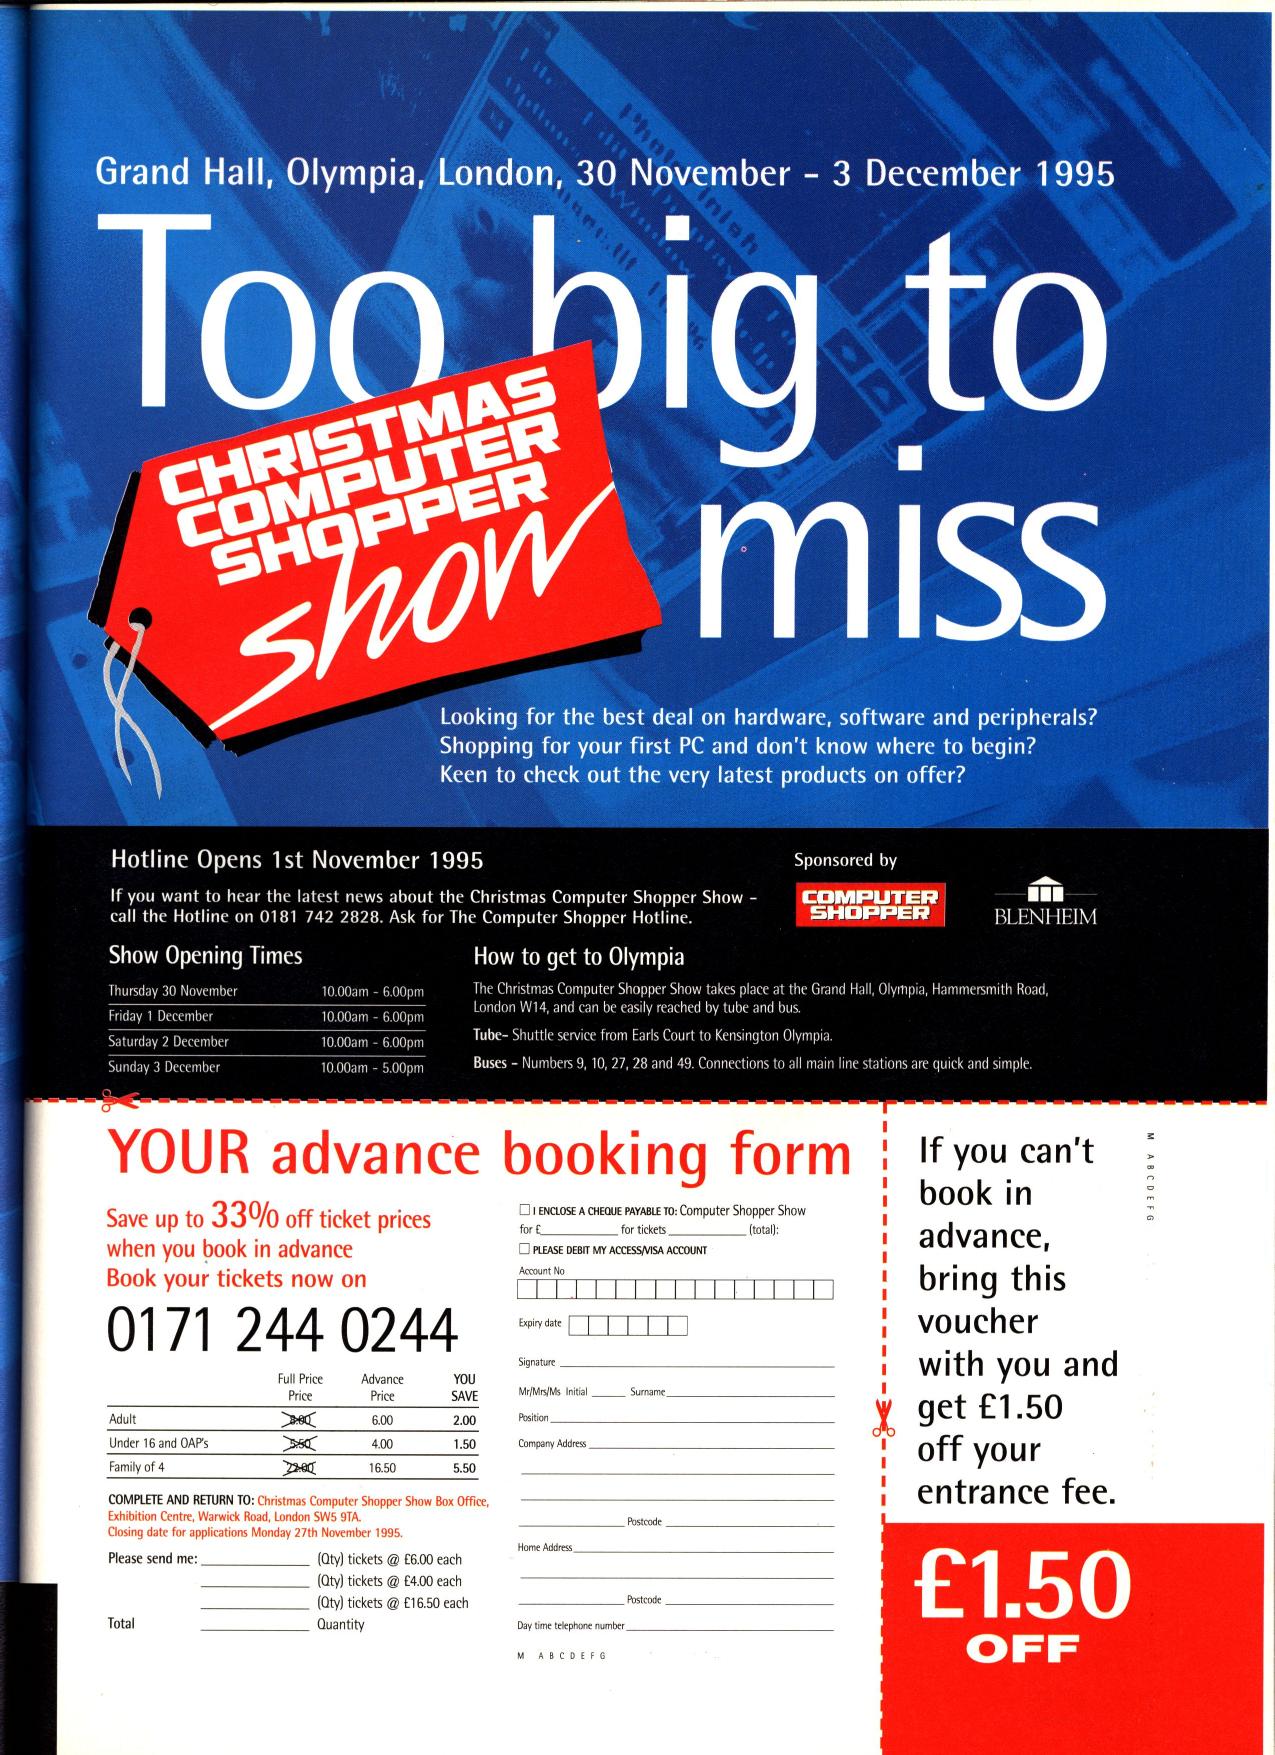 Grand Hall, Olympia, London, 30 November - 3 December 1995
Too big to
miss
CHRISTMAS
COMPUTER
SHOPPER
show
Looking for the best deal on hardware, software and peripherals?
Shopping for your first PC and don't know where to begin?
Keen to check out the very latest products on offer?
Hotline Opens 1st November 1995
If you want to hear the latest news about the Christmas Computer Shopper Show -
call the Hotline on 0181 742 2828. Ask for The Computer Shopper Hotline.
Sponsored by
COMPUTER
SHOPPER
BLENHEIM
Show Opening Times
Thursday 30 November 10.00am - 6.00pm
Friday 1 December 10.00am - 6.00pm
Saturday 2 December 10.00am - 6.00pm
Sunday 3 December 10.00am - 5.00pm
How to get to Olympia
The Christmas Computer Shopper Show takes place at the Grand Hall, Olympia, Hammersmith Road,
London W14, and can be easily reached by tube and bus.
Tube- Shuttle service from Earls Court to Kensington Olympia.
Buses - Numbers 9, 10, 27, 28 and 49. Connections to all main line stations are quick and simple.
YOUR advance booking form
Save up to 33% off ticket prices
when you book in advance
Book your tickets now on
0171 244 0244
Full Price Advance YOU
Price Price SAVE
Adult 8.00 6.00 2.00
Under 16 and OAP's 5.50 4.00 1.50
Family of 4 22.00 16.50 5.50
COMPLETE AND RETURN TO: Christmas Computer Shopper Show Box Office,
Exhibition Centre, Warwick Road, London SW5 9TA.
Closing date for applications Monday 27th November 1995.
Please send me: (Qty) tickets @ £6.00 each
(Qty) tickets @ £4.00 each
(Qty) tickets @ £16.50 each
Total Quantity
I ENCLOSE A CHEQUE PAYABLE TO: Computer Shopper Show
for £ for tickets (total):
PLEASE DEBIT MY ACCESS/VISA ACCOUNT
Account No
Expiry date
Signature
Mr/Mrs/Ms Initial Surname
Position
Company Address
Postcode
Home Address
Postcode
Day time telephone number
M A B C D E F G
If you can't
book in
advance,
bring this
voucher
with you and
get £1.50
off your
entrance fee.
M A B C D E F G
£1.50
OFF